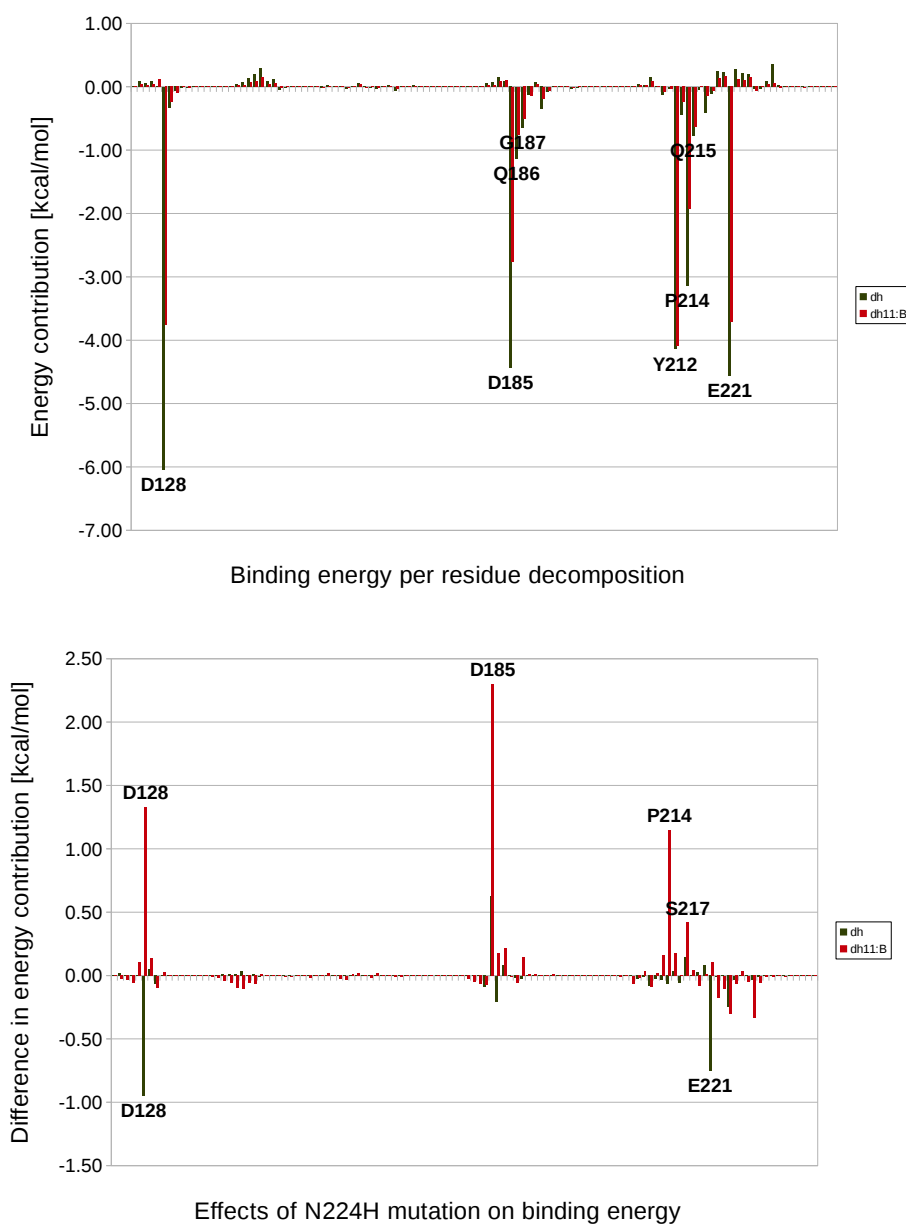 1.00
0.00
-1.00
-2.00
-3.00
-4.00
-5.00
-6.00
-7.00
Energy contribution [kcal/mol]
D128
G187
Q186
D185
Q215
P214
Y212
E221
dh
dh11:B
Binding energy per residue decomposition
2.50
2.00
1.50
1.00
0.50
0.00
-0.50
-1.00
-1.50
Difference in energy contribution [kcal/mol]
D185
D128
P214
S217
D128
E221
dh
dh11:B
Effects of N224H mutation on binding energy